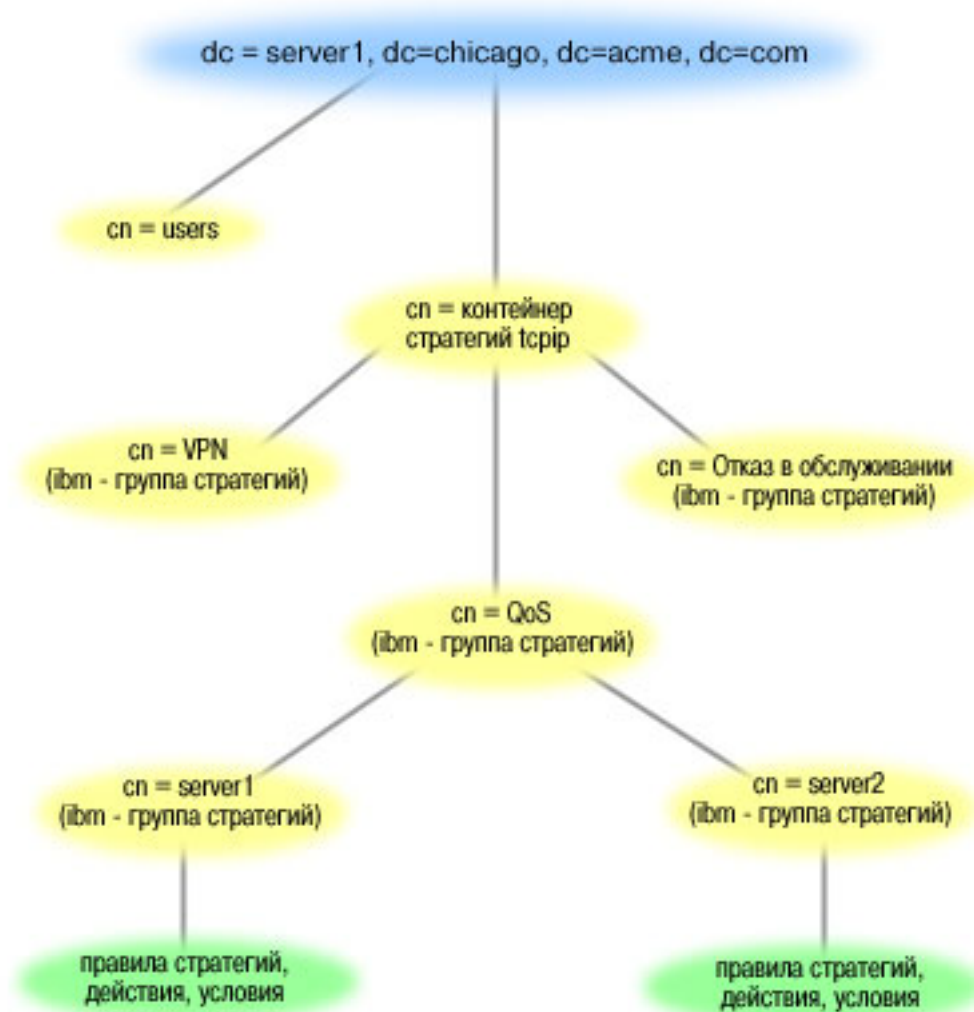 dc = server1, dc=chicago, dc=acme, dc=com
cn = users
cn = контейнер
стратегий tcpip
cn = VPN
(ibm - группа стратегий)
cn = Отказ в обслуживании
(ibm - группа стратегий)
cn = QoS
(ibm - группа стратегий)
cn = server1
(ibm - группа стратегий)
cn = server2
(ibm - группа стратегий)
правила стратегий,
действия, условия
правила стратегий,
действия, условия